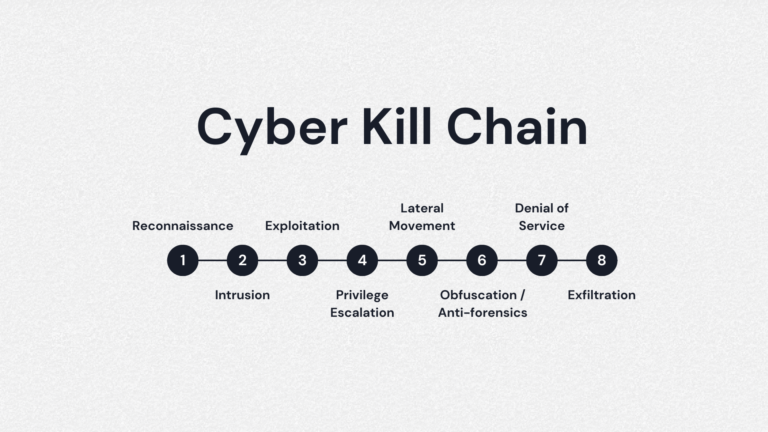 Cyber Kill Chain
Reconnaissance
Exploitation
Lateral
Movement
Denial of
Service
1
2
3
4
5
6
7
8
Intrusion
Privilege
Escalation
Obfuscation /
Anti-forensics
Exfiltration